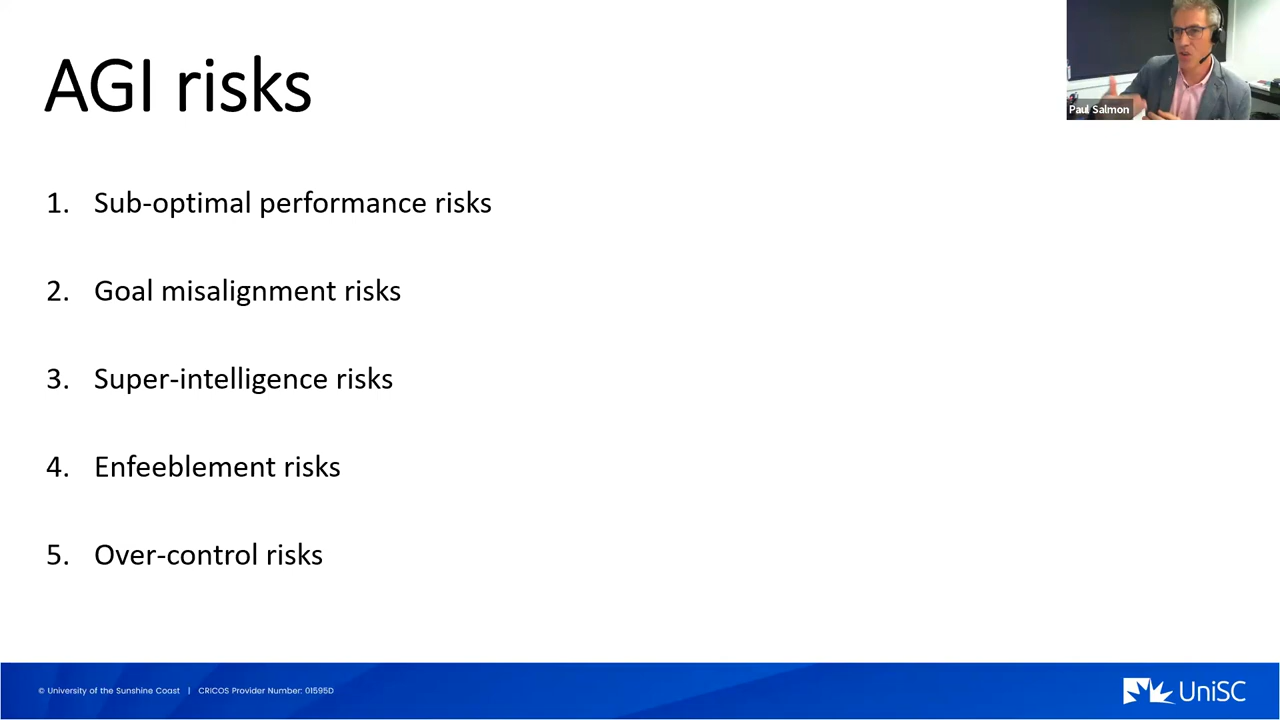 AGI risks
Paul Salmon
1. Sub-optimal performance risks
2. Goal misalignment risks
3. Super-intelligence risks
4. Enfeeblement risks
5. Over-control risks
© University of the Sunshine Coast | CRICOS Provider Number: 01595D
UniSC